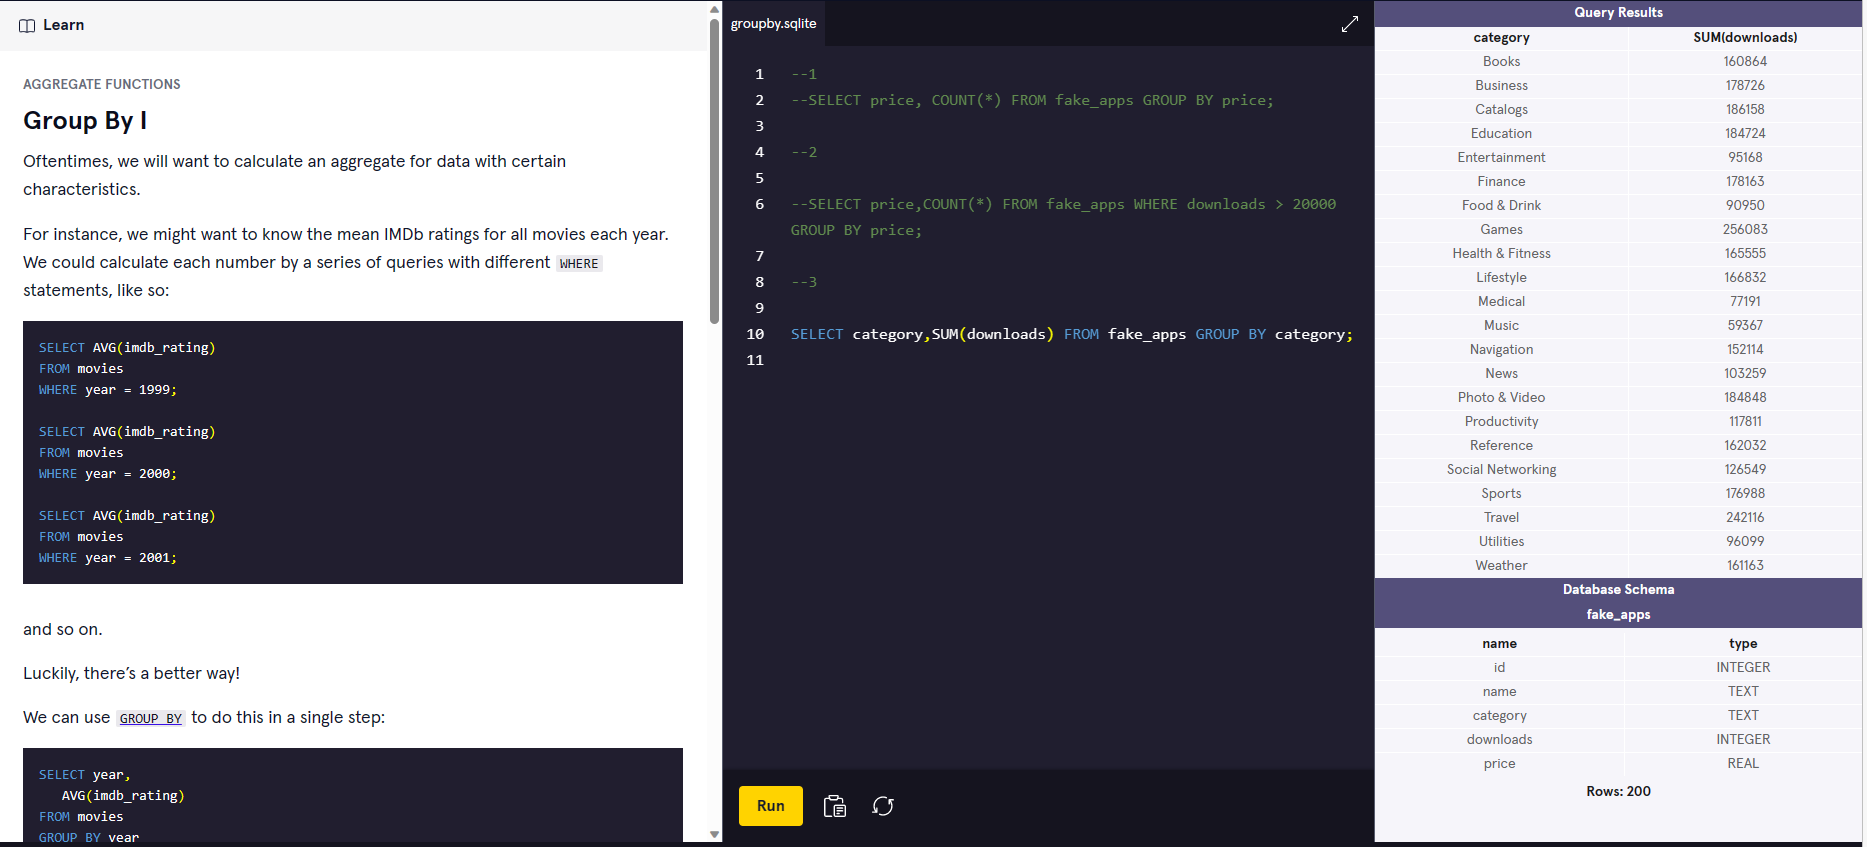 Learn
AGGREGATE FUNCTIONS
Group By I
Oftentimes, we will want to calculate an aggregate for data with certain
characteristics.
For instance, we might want to know the mean IMDb ratings for all movies each year.
We could calculate each number by a series of queries with different WHERE
statements, like so:
SELECT AVG(imdb_rating)
FROM movies
WHERE year = 1999;
SELECT AVG(imdb_rating)
FROM movies
WHERE year = 2000;
SELECT AVG(imdb_rating)
FROM movies
WHERE year = 2001;
and so on.
Luckily, there’s a better way!
We can use GROUP BY to do this in a single step:
SELECT year,
AVG(imdb_rating)
FROM movies
GROUP BY year
groupby.sqlite
1 --1
2 --SELECT price, COUNT(*) FROM fake_apps GROUP BY price;
3
4 --2
5
6 --SELECT price,COUNT(*) FROM fake_apps WHERE downloads > 20000
GROUP BY price;
7
8 --3
9
10 SELECT category,SUM(downloads) FROM fake_apps GROUP BY category;
11
Run
Query Results
category SUM(downloads)
Books 160864
Business 178726
Catalogs 186158
Education 184724
Entertainment 95168
Finance 178163
Food & Drink 90950
Games 256083
Health & Fitness 165555
Lifestyle 166832
Medical 77191
Music 59367
Navigation 152114
News 103259
Photo & Video 184848
Productivity 117811
Reference 162032
Social Networking 126549
Sports 176988
Travel 242116
Utilities 96099
Weather 161163
Database Schema
fake_apps
name type
id INTEGER
name TEXT
category TEXT
downloads INTEGER
price REAL
Rows: 200